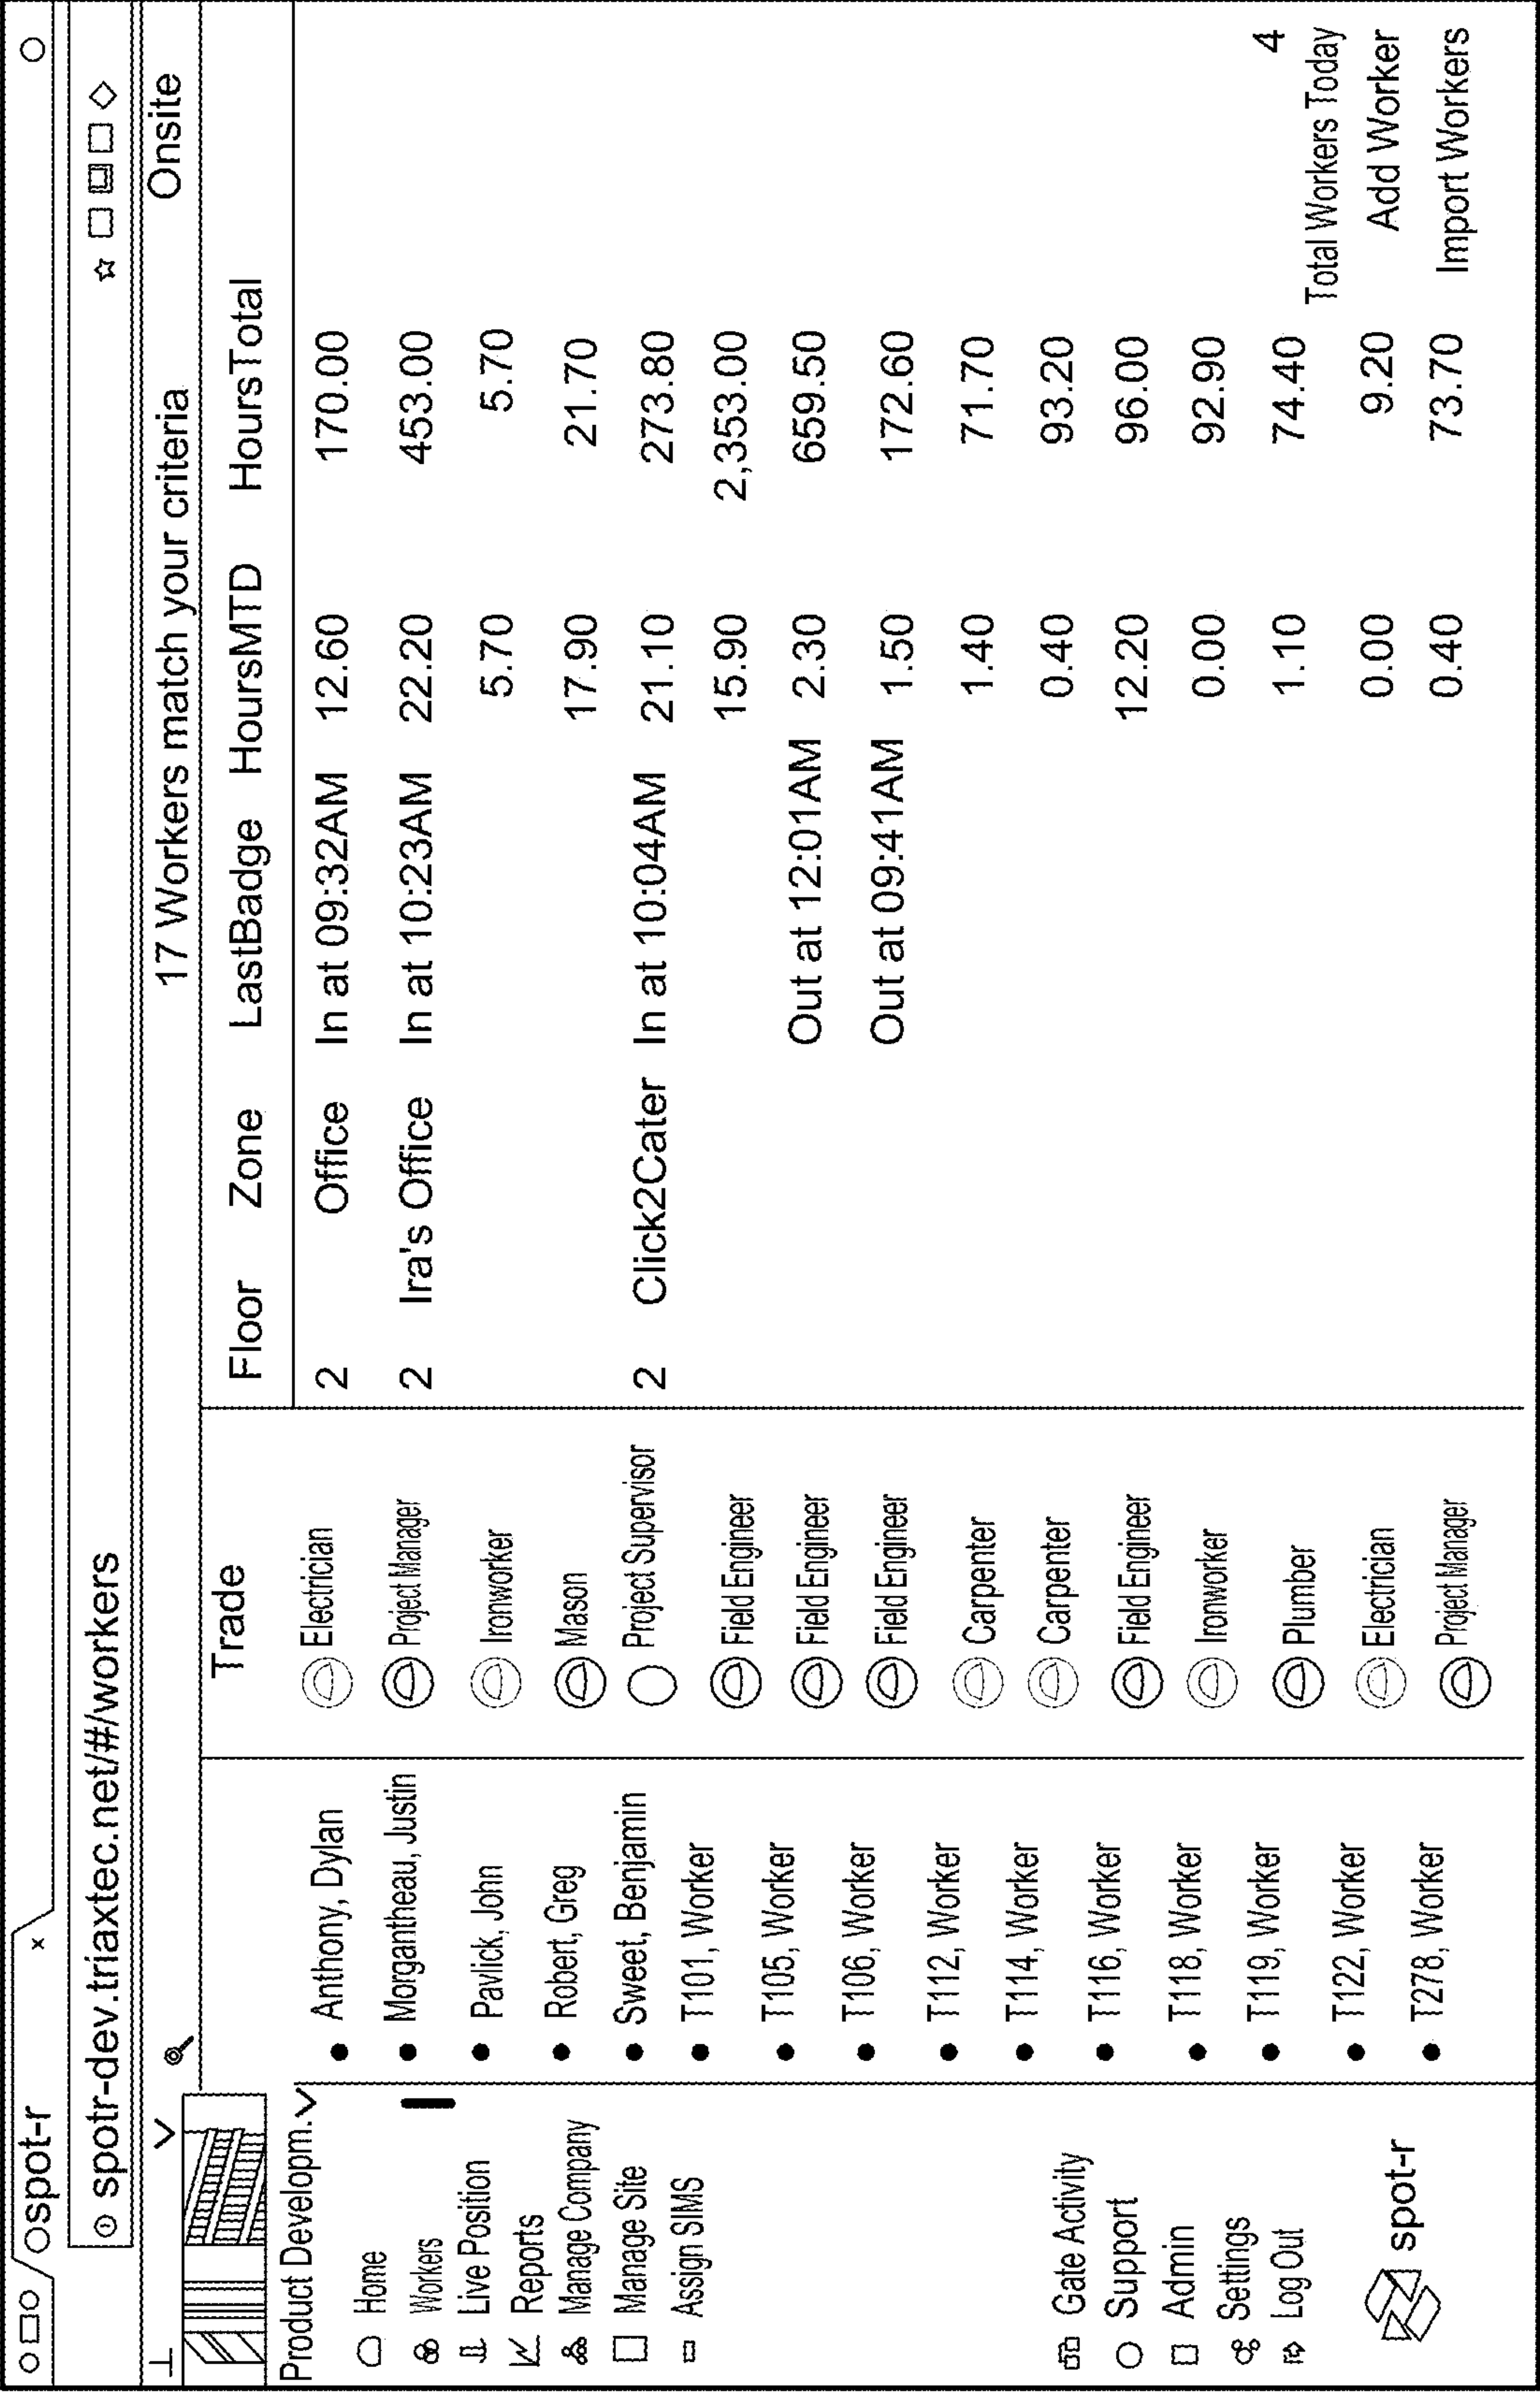 spot-r
spotr-dev.triaxtec.net/#/workers
17 Workers match your criteria Onsite
Product Developm.
Home
Workers
Live Position
Reports
Manage Company
Manage Site
Assign SIMS
Gate Activity
Support
Admin
Settings
Log Out
spot-r
Trade Floor Zone LastBadge HoursMTD HoursTotal
Anthony, Dylan Electrician 2 Office In at 09:32AM 12.60 170.00
Morgantheau, Justin Project Manager 2 Ira's Office In at 10:23AM 22.20 453.00
Pavlick, John Ironworker 5.70 5.70
Robert, Greg Mason 17.90 21.70
Sweet, Benjamin Project Supervisor 2 Click2Cater In at 10:04AM 21.10 273.80
T101, Worker Field Engineer 15.90 2,353.00
T105, Worker Field Engineer Out at 12:01AM 2.30 659.50
T106, Worker Field Engineer Out at 09:41AM 1.50 172.60
T112, Worker Carpenter 1.40 71.70
T114, Worker Carpenter 0.40 93.20
T116, Worker Field Engineer 12.20 96.00
T118, Worker Ironworker 0.00 92.90
T119, Worker Plumber 1.10 74.40
T122, Worker Electrician 0.00 9.20
T278, Worker Project Manager 0.40 73.70
4
Total Workers Today
Add Worker
Import Workers